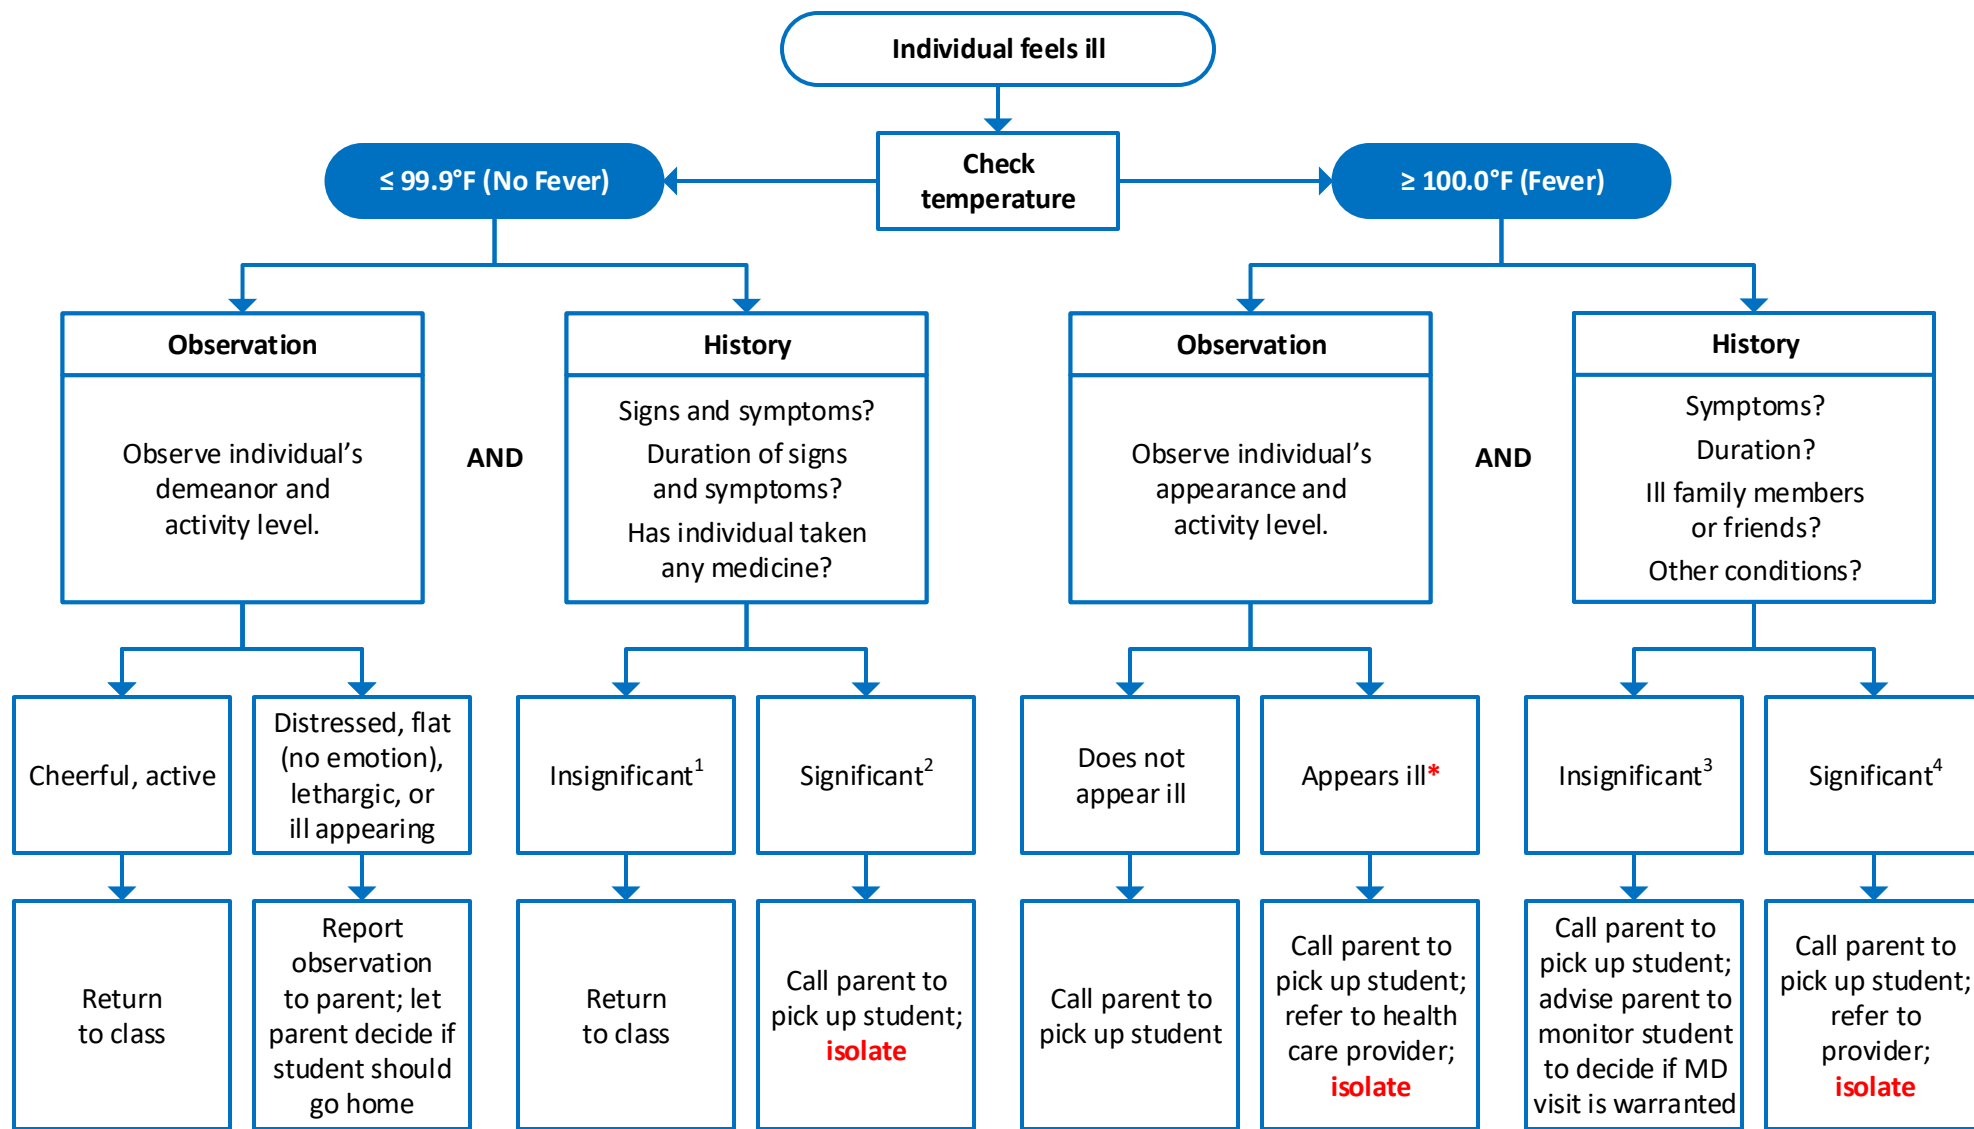 Individual feels ill
Check
temperature
≤ 99.9°F (No Fever)
≥ 100.0°F (Fever)
Observation
Observe individual’s
demeanor and
activity level.
AND
History
Signs and symptoms?
Duration of signs
and symptoms?
Has individual taken
any medicine?
Observation
Observe individual’s
appearance and
activity level.
AND
History
Symptoms?
Duration?
Ill family members
or friends?
Other conditions?
Cheerful, active
Distressed, flat
(no emotion),
lethargic, or
ill appearing
Insignificant¹
Significant²
Does not
appear ill
Appears ill*
Insignificant³
Significant⁴
Return
to class
Report
observation
to parent; let
parent decide if
student should
go home
Return
to class
Call parent to
pick up student;
isolate
Call parent to
pick up student
Call parent to
pick up student;
refer to health
care provider;
isolate
Call parent to
pick up student;
advise parent to
monitor student
to decide if MD
visit is warranted
Call parent to
pick up student;
refer to
provider;
isolate